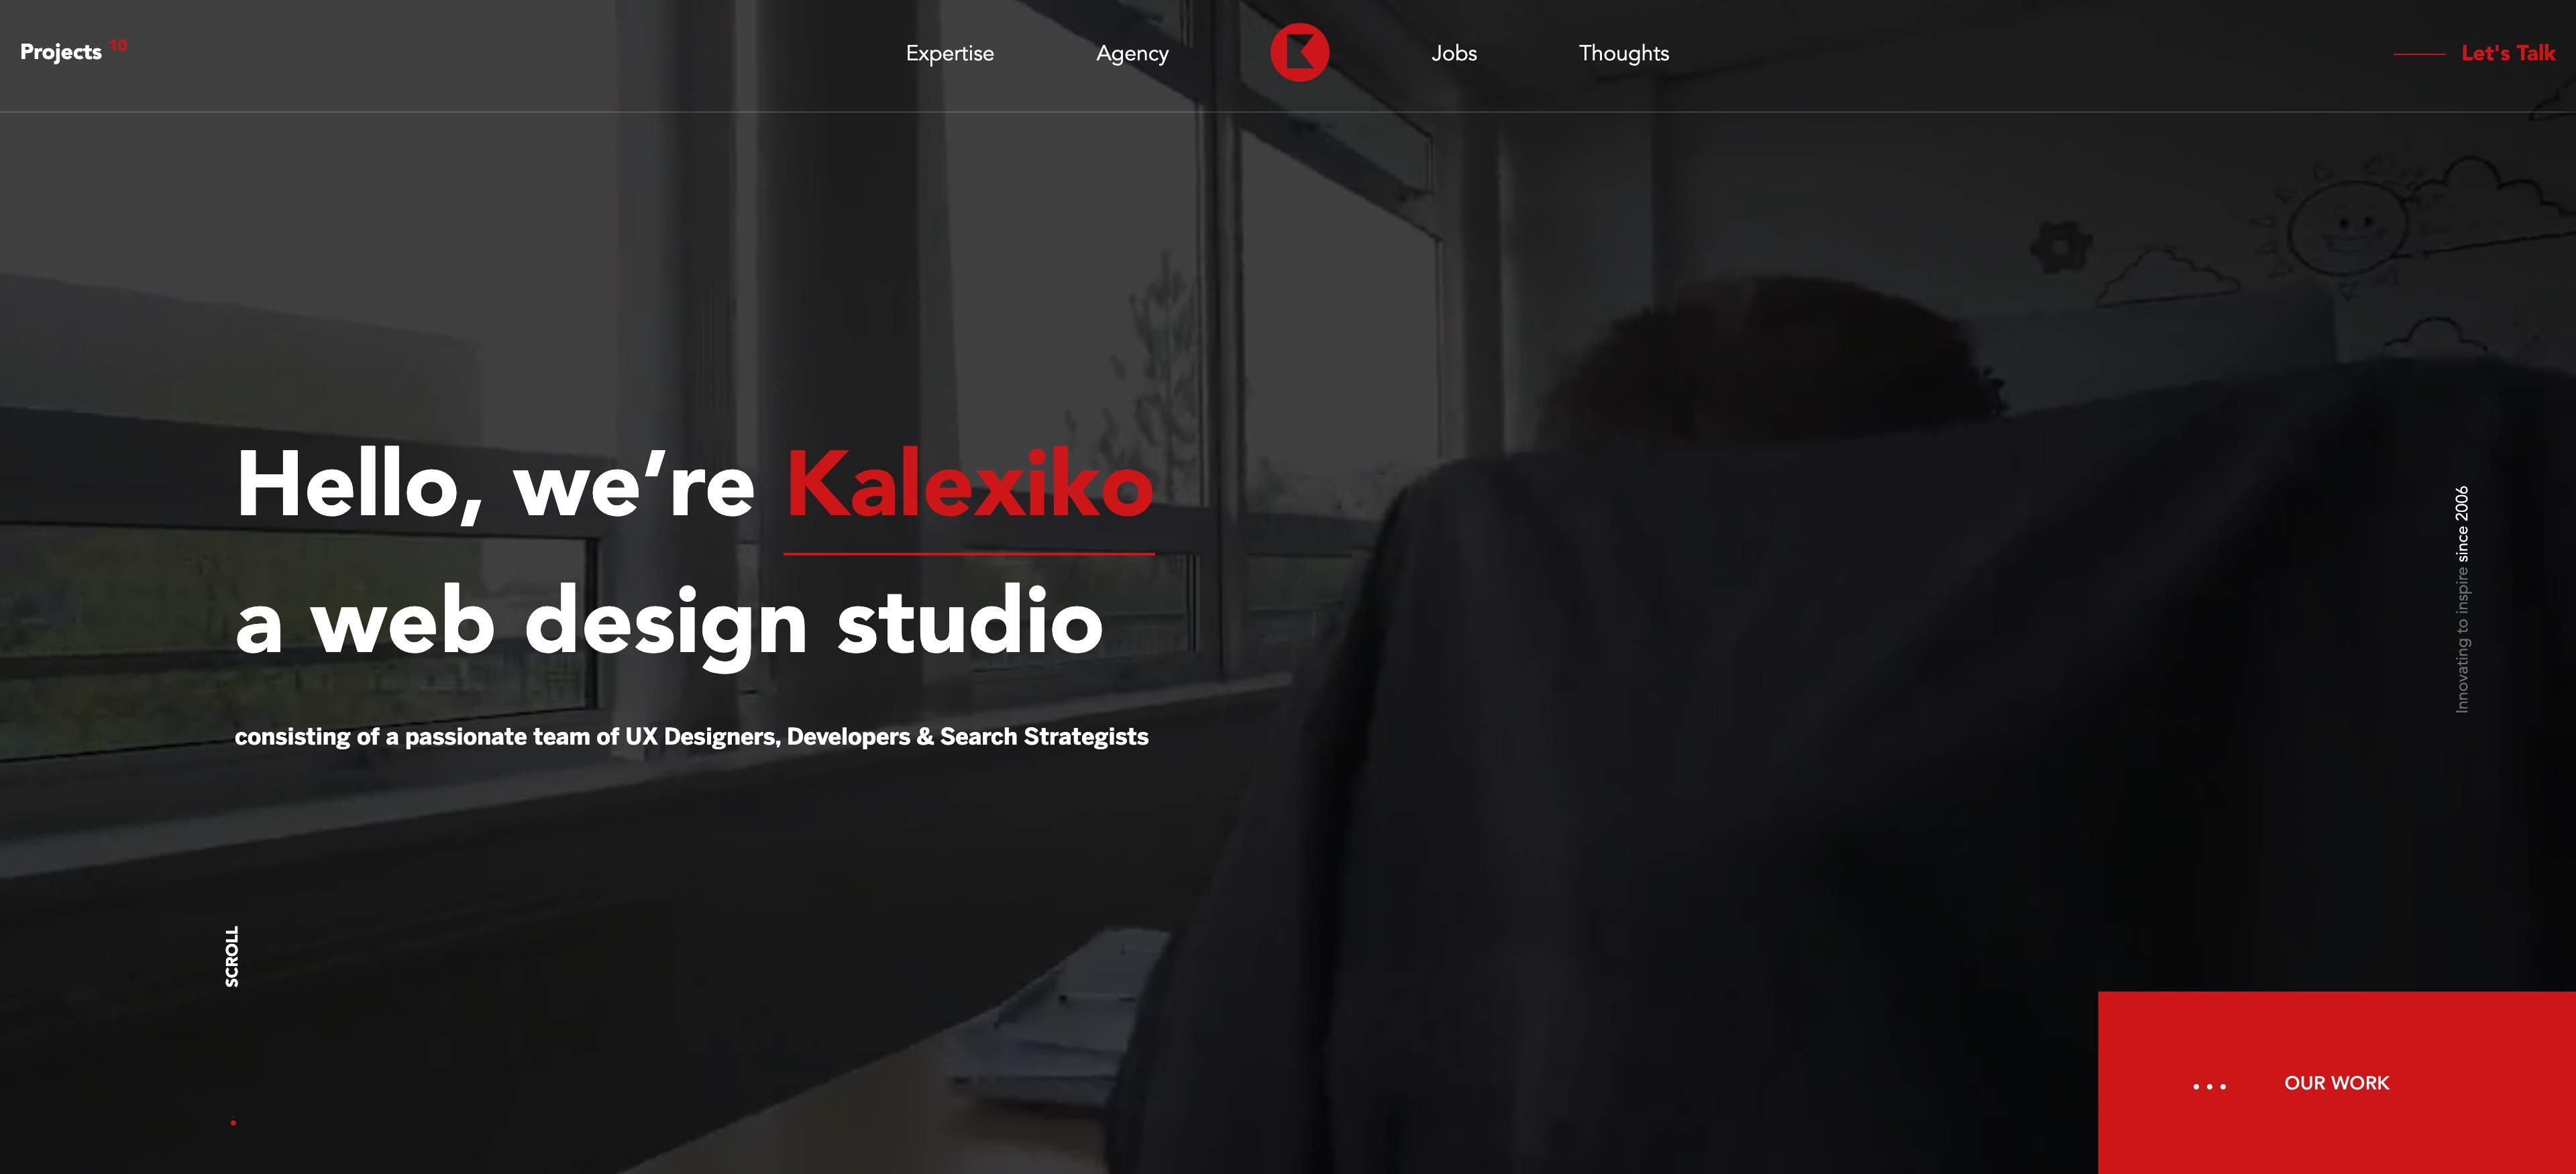 Projects 10
Expertise
Agency
Jobs
Thoughts
Let's Talk
Hello, we’re Kalexiko
a web design studio
consisting of a passionate team of UX Designers, Developers & Search Strategists
Innovating to inspire since 2006
SCROLL
OUR WORK